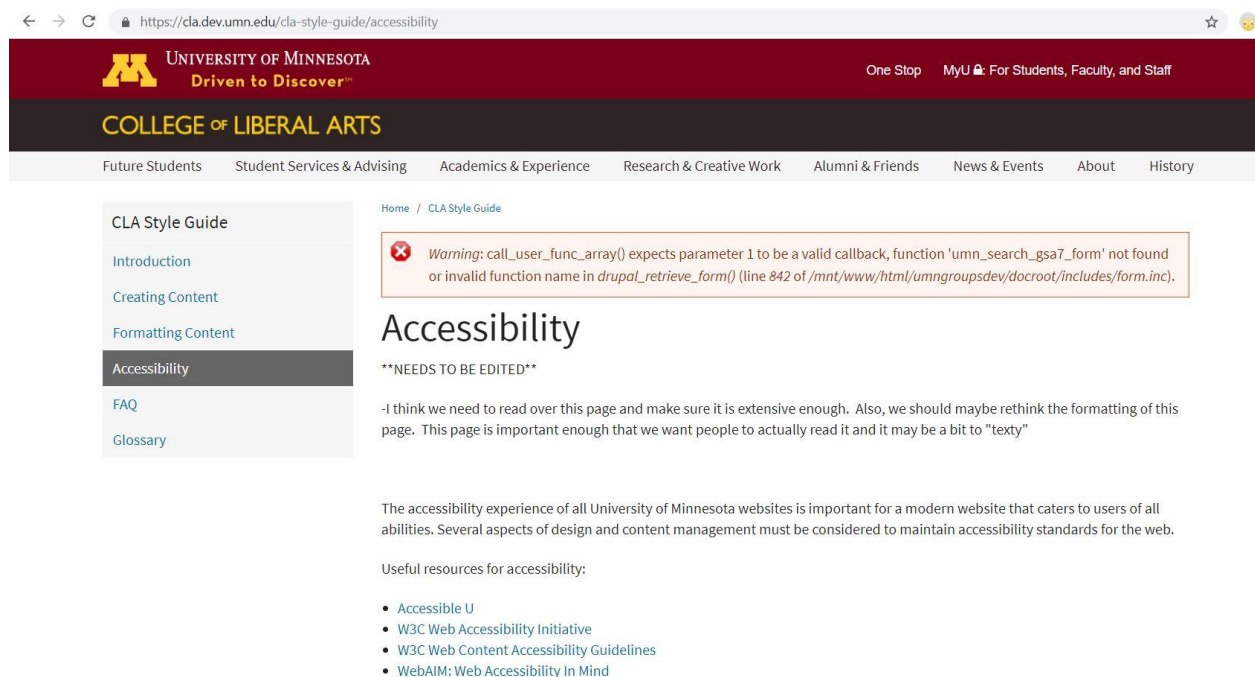 https://cla.dev.umn.edu/cla-style-guide/accessibility
UNIVERSITY OF MINNESOTA
Driven to Discover℠
One Stop MyU : For Students, Faculty, and Staff
COLLEGE OF LIBERAL ARTS
Future Students Student Services & Advising Academics & Experience Research & Creative Work Alumni & Friends News & Events About History
CLA Style Guide
Introduction
Creating Content
Formatting Content
Accessibility
FAQ
Glossary
Home / CLA Style Guide
Warning: call_user_func_array() expects parameter 1 to be a valid callback, function 'umn_search_gsa7_form' not found
or invalid function name in drupal_retrieve_form() (line 842 of /mnt/www/html/umngroupsdev/docroot/includes/form.inc).
Accessibility
**NEEDS TO BE EDITED**
-I think we need to read over this page and make sure it is extensive enough. Also, we should maybe rethink the formatting of this
page. This page is important enough that we want people to actually read it and it may be a bit to "texty"
The accessibility experience of all University of Minnesota websites is important for a modern website that caters to users of all
abilities. Several aspects of design and content management must be considered to maintain accessibility standards for the web.
Useful resources for accessibility:
• Accessible U
• W3C Web Accessibility Initiative
• W3C Web Content Accessibility Guidelines
• WebAIM: Web Accessibility In Mind